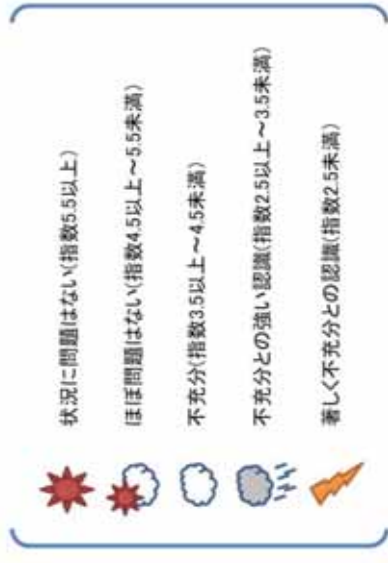 状況に問題はない(指数5.5以上)
ほぼ問題はない(指数4.5以上～5.5未満)
不充分(指数3.5以上～4.5未満)
不充分との強い認識(指数2.5以上～3.5未満)
著しく不充分との認識(指数2.5未満)